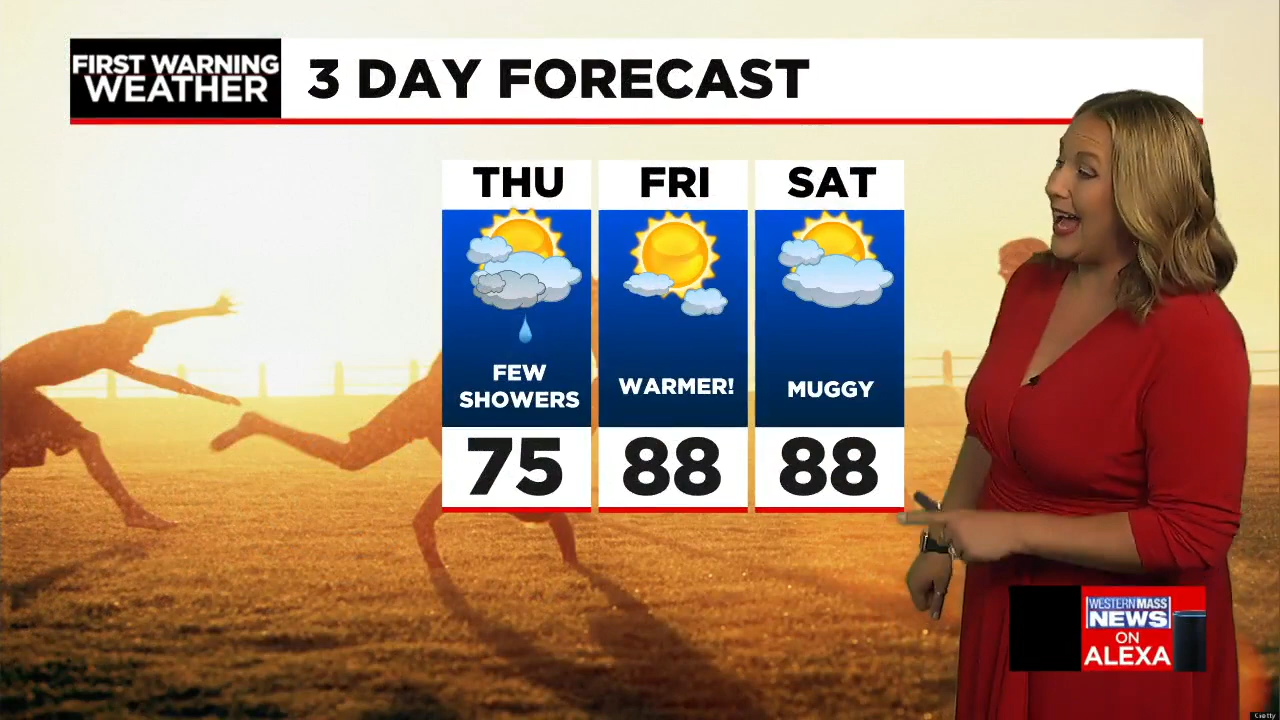 FIRST WARNING
WEATHER
3 DAY FORECAST
THU
FRI
SAT
FEW
SHOWERS
WARMER!
MUGGY
75
88
88
WESTERN MASS
NEWS
ON
ALEXA